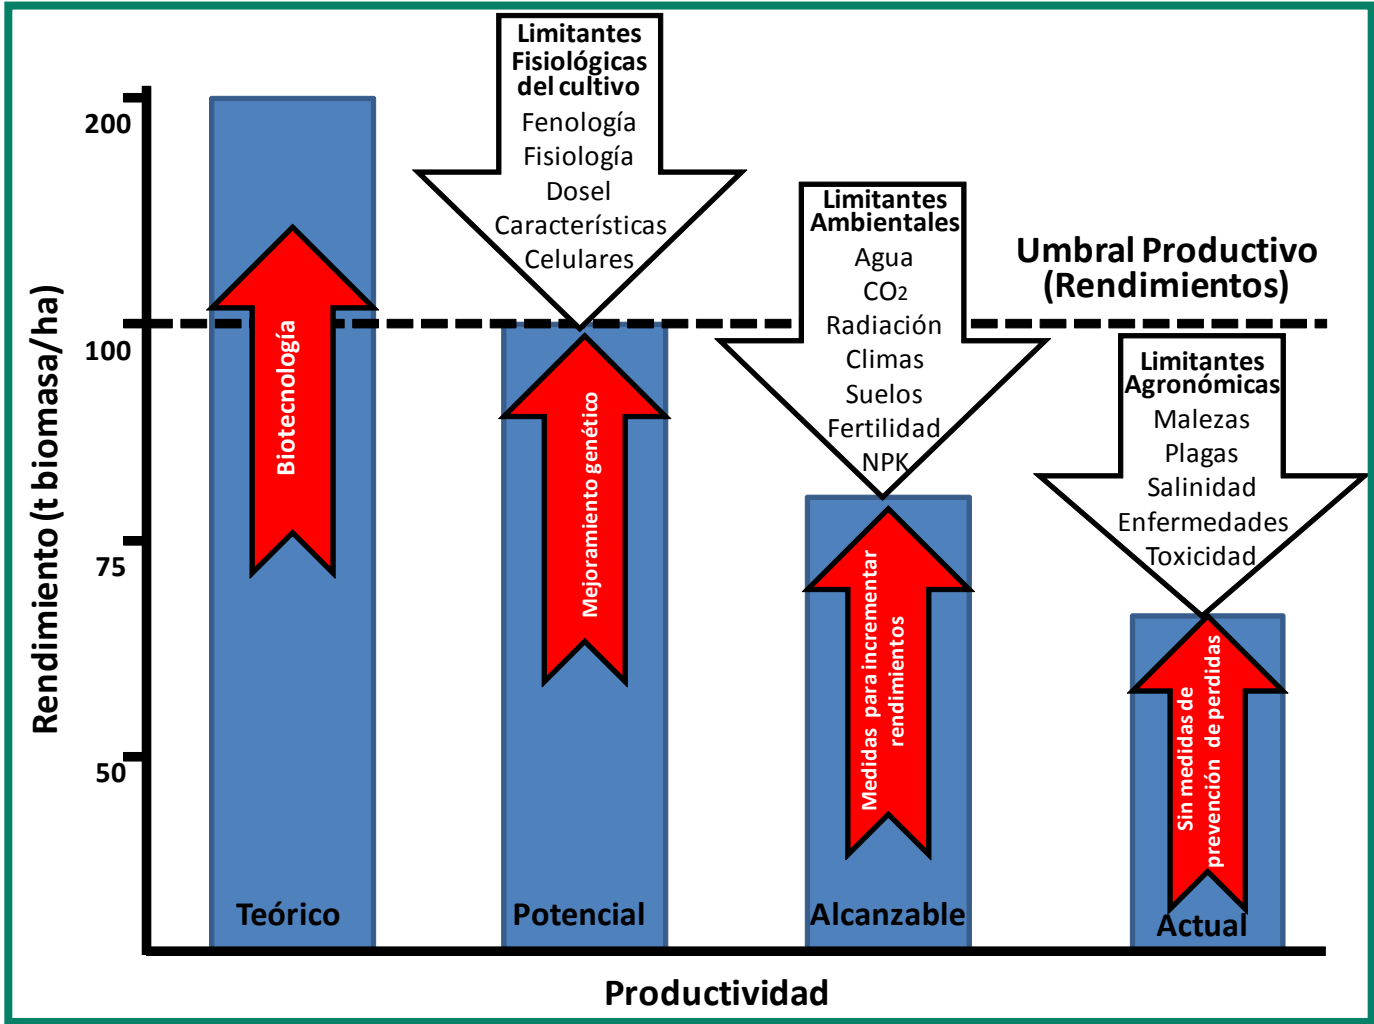 Limitantes
Fisiológicas
del cultivo
Fenología
Fisiología
Dosel
Características
Celulares
Limitantes
Ambientales
Agua
CO2
Radiación
Climas
Suelos
Fertilidad
NPK
Umbral Productivo
(Rendimientos)
Limitantes
Agronómicas
Malezas
Plagas
Salinidad
Enfermedades
Toxicidad
Rendimiento (t biomasa/ha)
200
100
75
50
Biotecnología
Mejoramiento genético
Medidas para incrementar
rendimientos
Sin medidas de
prevención de perdidas
Teórico
Potencial
Alcanzable
Actual
Productividad